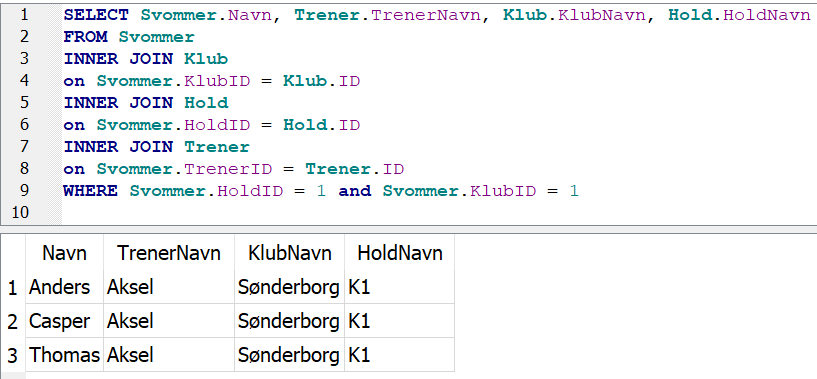 1 SELECT Svommer.Navn, Trener.TrenerNavn, Klub.KlubNavn, Hold.HoldNavn
2 FROM Svommer
3 INNER JOIN Klub
4 on Svommer.KlubID = Klub.ID
5 INNER JOIN Hold
6 on Svommer.HoldID = Hold.ID
7 INNER JOIN Trener
8 on Svommer.TrenerID = Trener.ID
9 WHERE Svommer.HoldID = 1 and Svommer.KlubID = 1
10
Navn TrenerNavn KlubNavn HoldNavn
1 Anders Aksel Sønderborg K1
2 Casper Aksel Sønderborg K1
3 Thomas Aksel Sønderborg K1